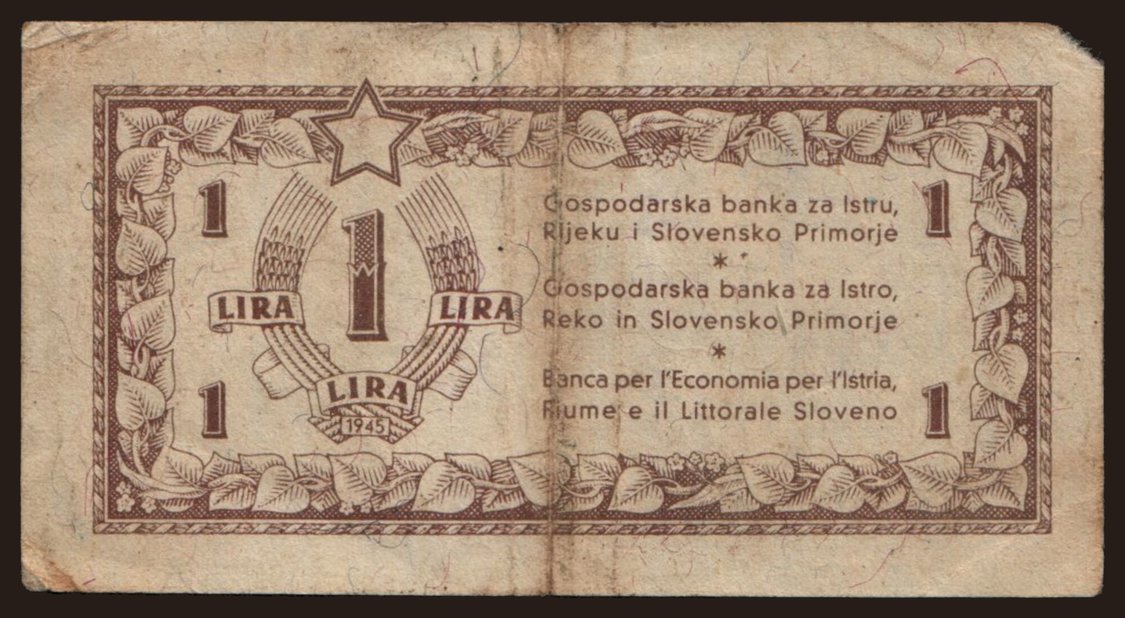 1
1
LIRA
1
LIRA
LIRA
1945
1
1
Gospodarska banka za Istru,
Rijeku i Slovensko Primorje
*
Gospodarska banka za Istro,
Reko in Slovensko Primorje
*
Banca per l'Economia per l'Istria,
Fiume e il Littorale Sloveno